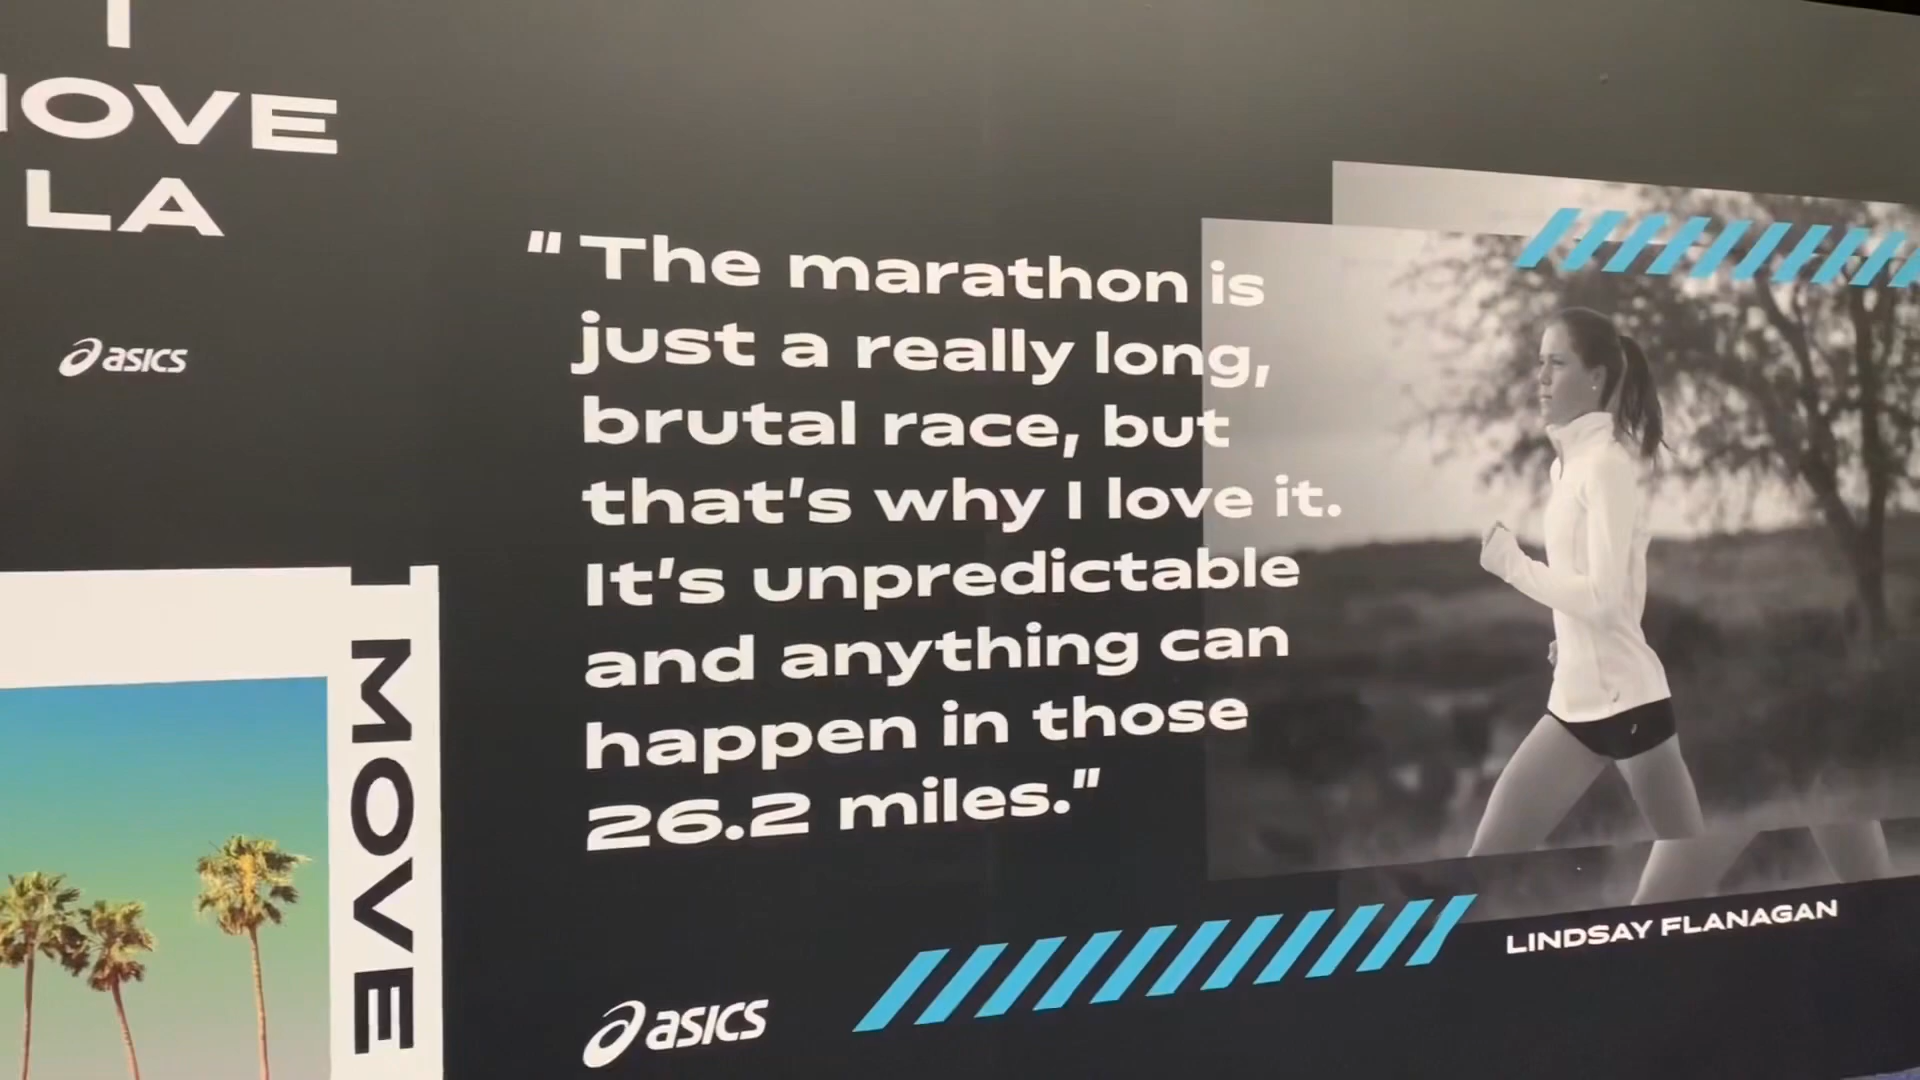 I
MOVE
LA
asics
I MOVE
" The marathon is
just a really long,
brutal race, but
that's why I love it.
It's unpredictable
and anything can
happen in those
26.2 miles."
LINDSAY FLANAGAN
asics